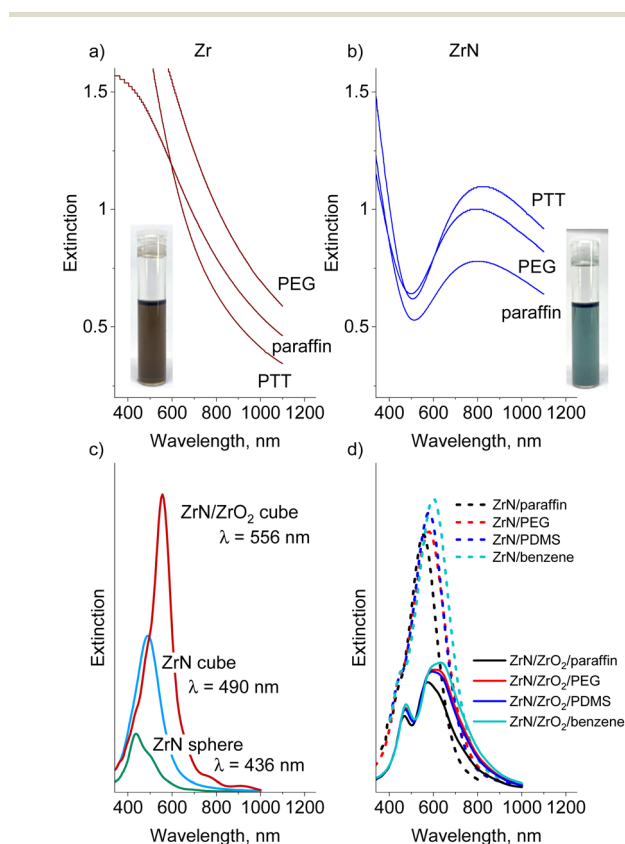 a) Zr
b) ZrN
Extinction
1.5
1
0.5
PEG
paraffin
PTT
400 600 800 1000 1200
Wavelength, nm
Extinction
1.5
1
0.5
PTT
PEG
paraffin
400 600 800 1000 1200
Wavelength, nm
c)
Extinction
ZrN/ZrO₂ cube
λ = 556 nm
ZrN cube
λ = 490 nm
ZrN sphere
λ = 436 nm
400 600 800 1000 1200
Wavelength, nm
d)
Extinction
ZrN/paraffin
ZrN/PEG
ZrN/PDMS
ZrN/benzene
ZrN/ZrO₂/paraffin
ZrN/ZrO₂/PEG
ZrN/ZrO₂/PDMS
ZrN/ZrO₂/benzene
400 600 800 1000 1200
Wavelength, nm